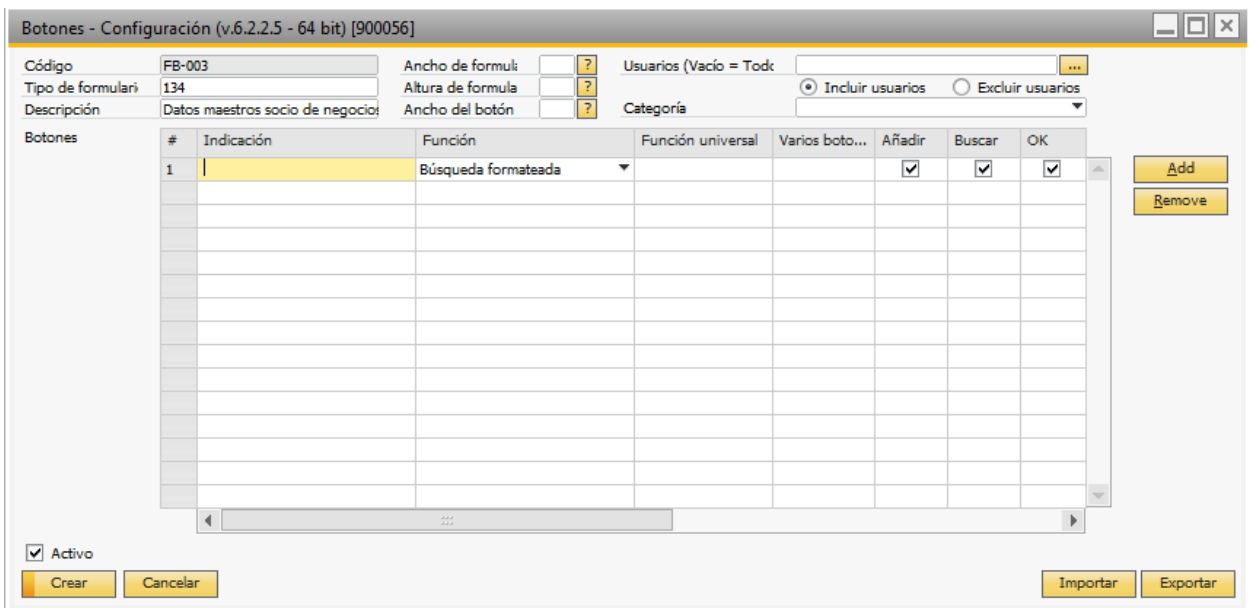 Botones - Configuración (v.6.2.2.5 - 64 bit) [900056]
Código FB-003 Ancho de formul: ? Usuarios (Vacío = Todo ...
Tipo de formulari 134 Altura de formula ? Incluir usuarios Excluir usuarios
Descripción Datos maestros socio de negocios Ancho del botón ? Categoría
Botones # Indicación Función Función universal Varios boto... Añadir Buscar OK
1 Búsqueda formateada Add
Remove
Activo
Crear Cancelar Importar Exportar